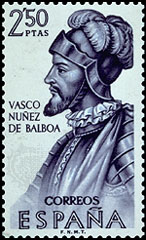 2'50
PTAS
VASCO
NUÑEZ
DE BALBOA
CORREOS
ESPAÑA
F.N.M.T.